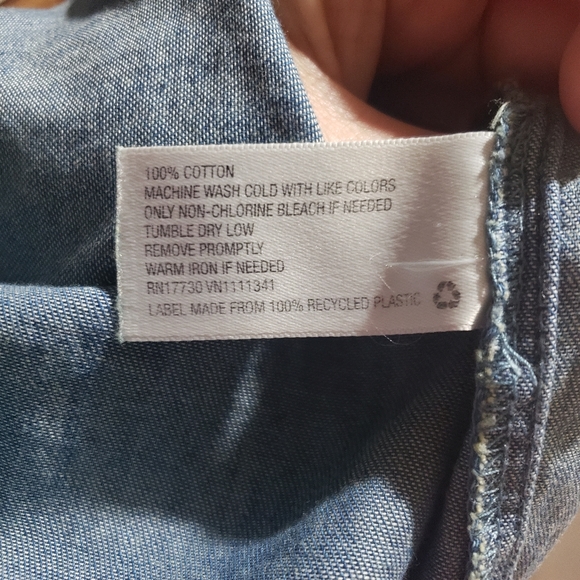 100% COTTON
MACHINE WASH COLD WITH LIKE COLORS
ONLY NON-CHLORINE BLEACH IF NEEDED
TUMBLE DRY LOW
REMOVE PROMPTLY
WARM IRON IF NEEDED
RN17730 VN1111341
LABEL MADE FROM 100% RECYCLED PLASTIC